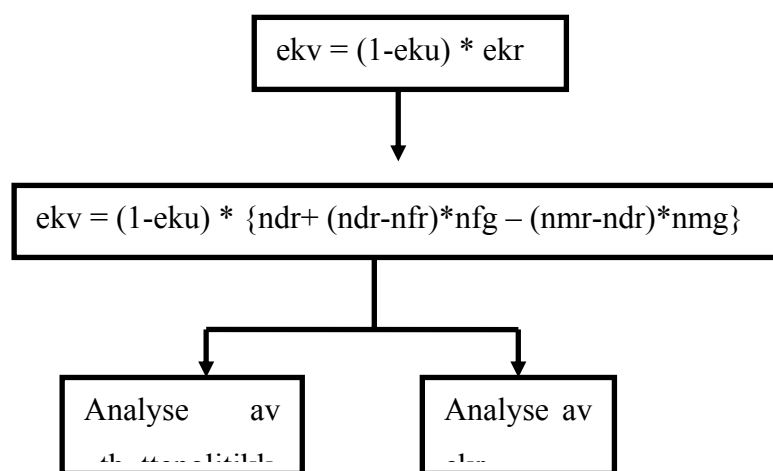 ekv = (1-eku) * ekr
ekv = (1-eku) * {ndr+ (ndr-nfr)*nfg – (nmr-ndr)*nmg}
Analyse av
Analyse av